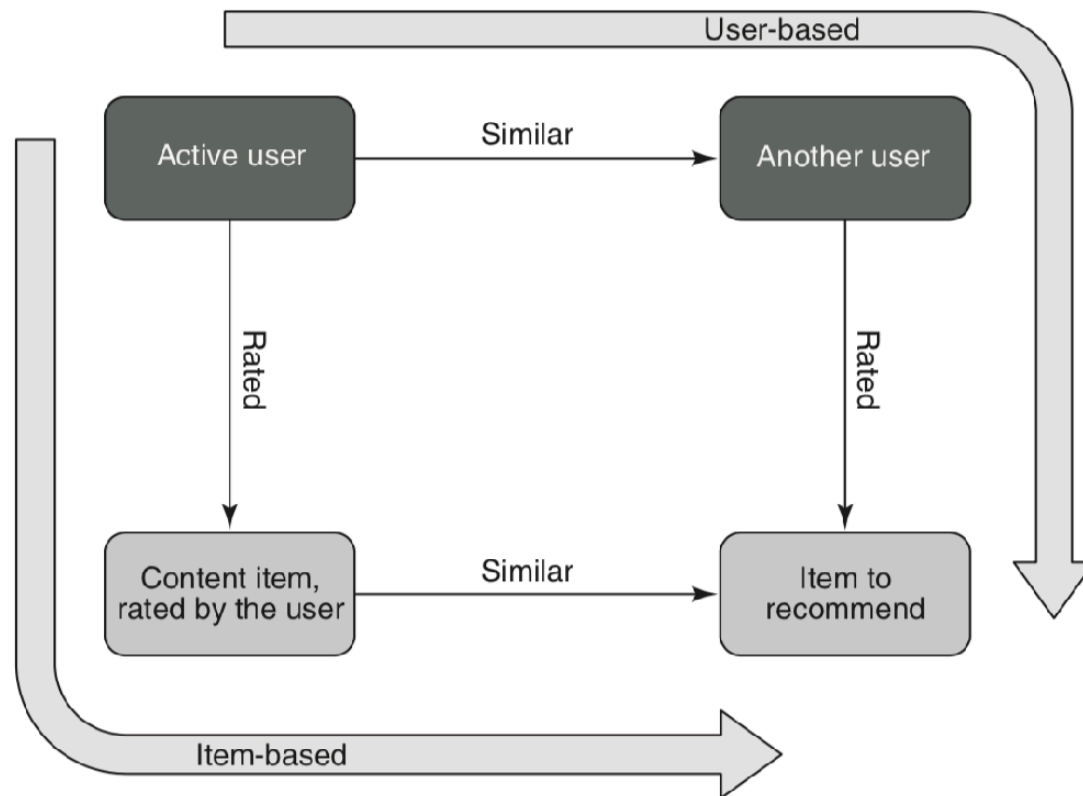 User-based
Active user
Similar
Another user
Rated
Rated
Content item,
rated by the user
Similar
Item to
recommend
Item-based